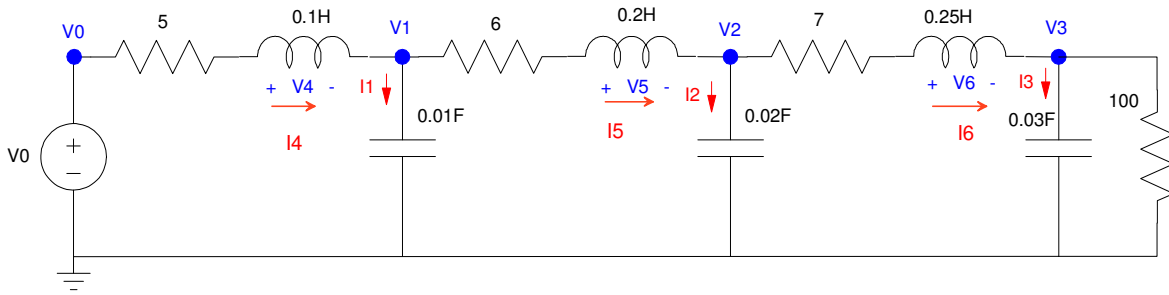 5 0.1H 6 0.2H 7 0.25H
V0 V1 V2 V3
+ V4 - I1 + V5 - I2 + V6 - I3
I4 0.01F I5 0.02F I6 0.03F 100
V0 +
-